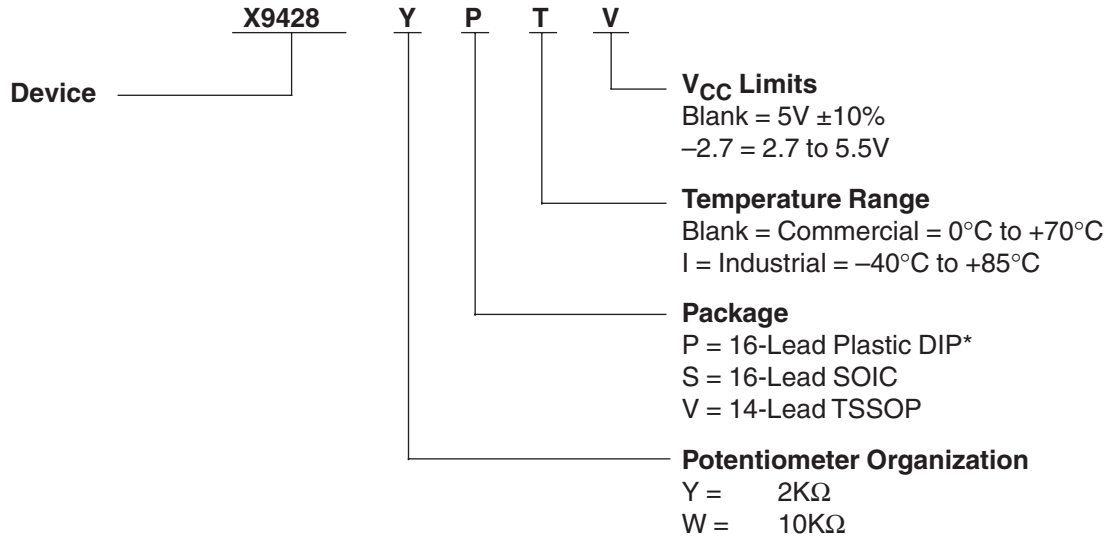 X9428 Y P T V
Device
VCC Limits
Blank = 5V ±10%
–2.7 = 2.7 to 5.5V
Temperature Range
Blank = Commercial = 0°C to +70°C
I = Industrial = –40°C to +85°C
Package
P = 16-Lead Plastic DIP*
S = 16-Lead SOIC
V = 14-Lead TSSOP
Potentiometer Organization
Y = 2KΩ
W = 10KΩ